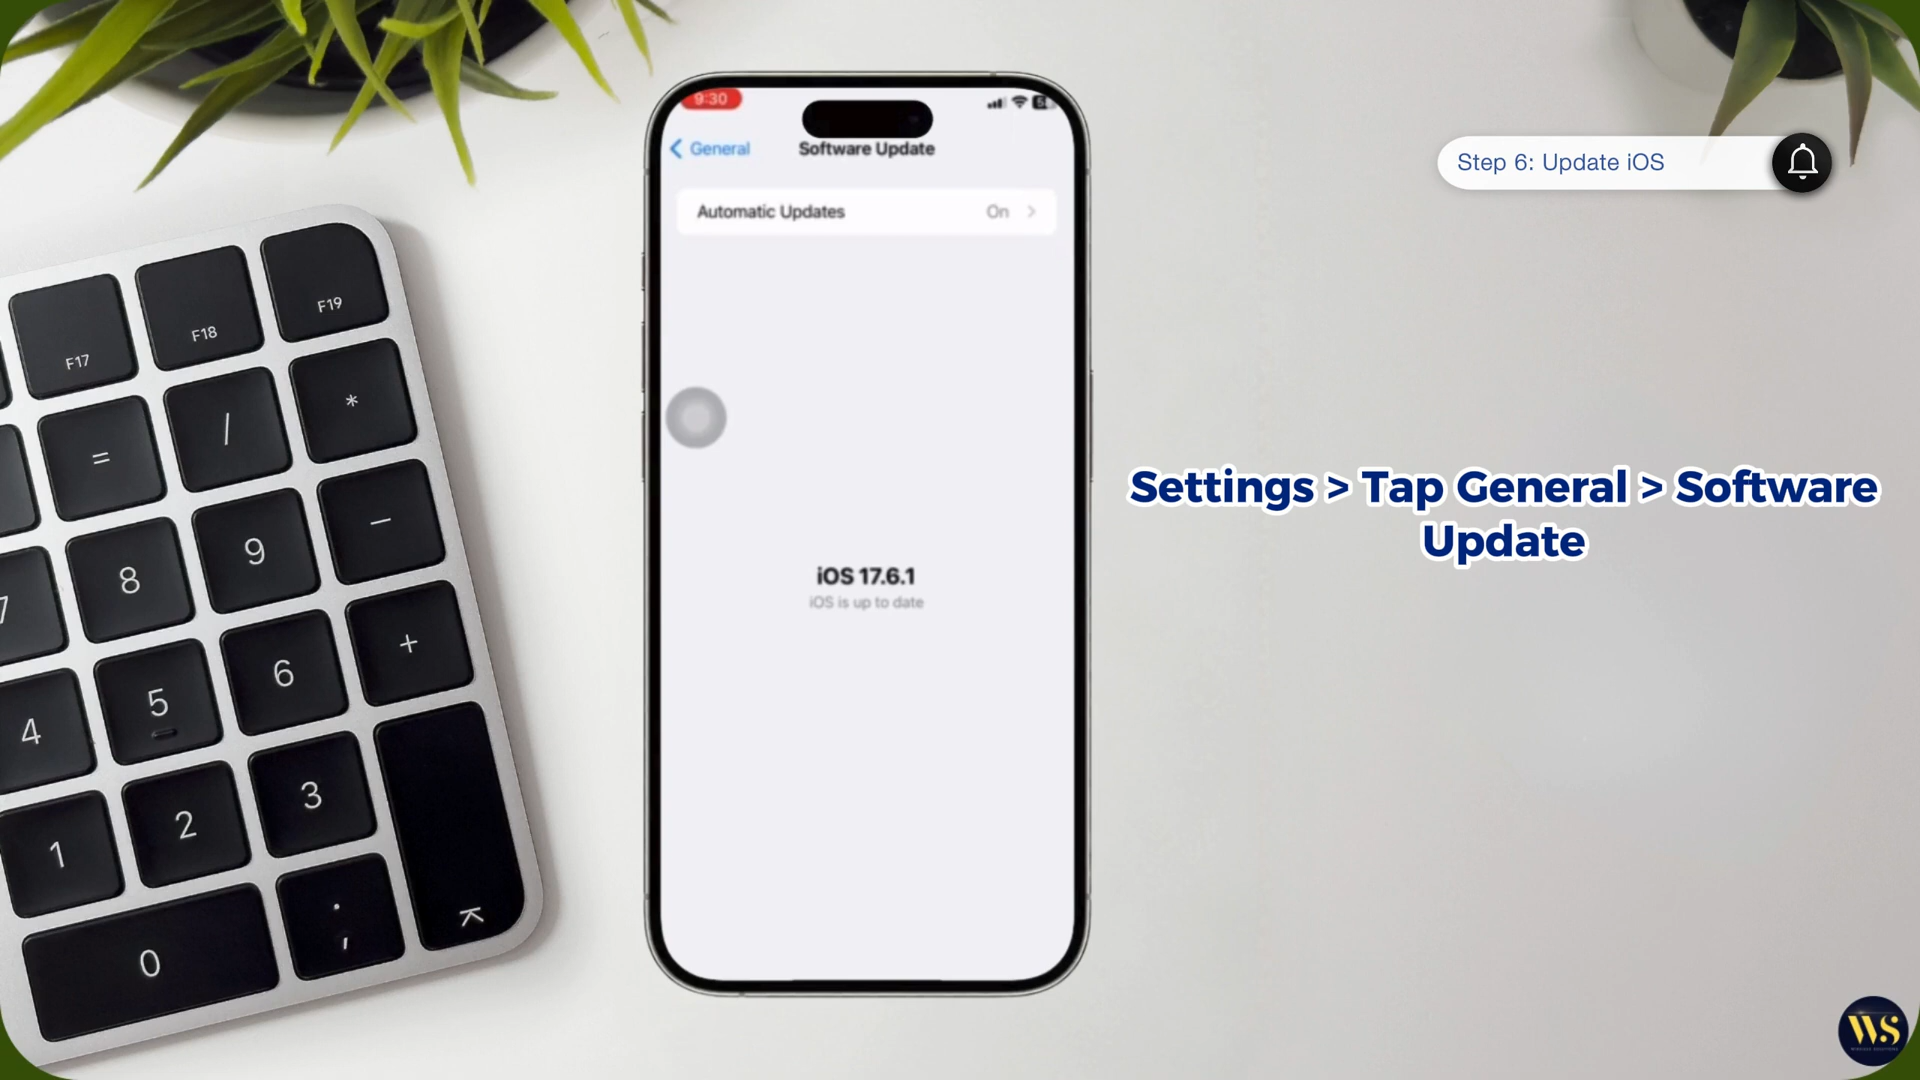 9:30
General
Software Update
Automatic Updates On
iOS 17.6.1
iOS is up to date
Step 6: Update iOS
Settings > Tap General > Software
Update
F17
F18
F19
=
/
*
7
8
9
−
4
5
6
+
1
2
3
0
.
,
WS